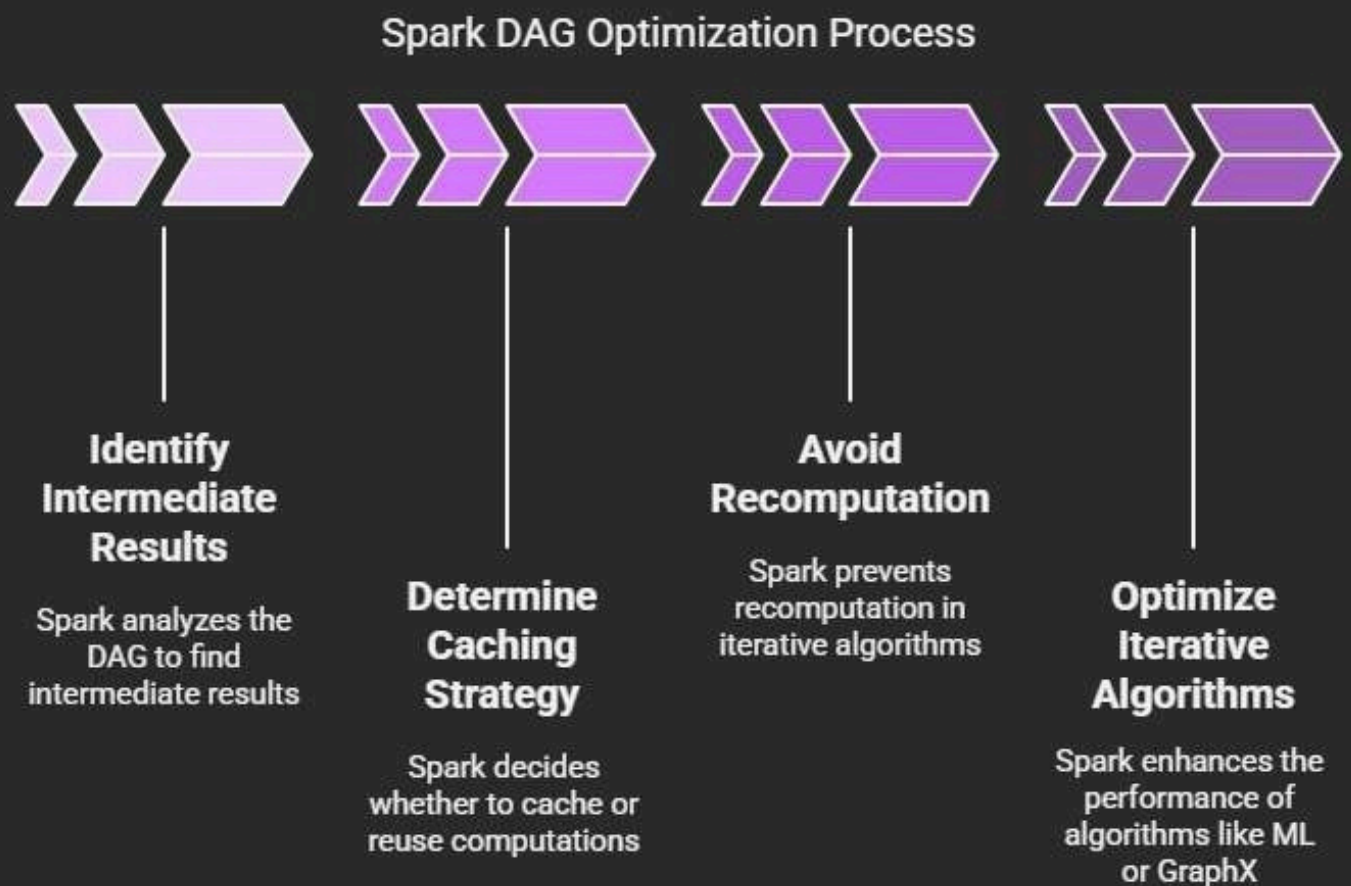 Spark DAG Optimization Process
Identify
Intermediate
Results
Spark analyzes the
DAG to find
intermediate results
Determine
Caching
Strategy
Spark decides
whether to cache or
reuse computations
Avoid
Recomputation
Spark prevents
recomputation in
iterative algorithms
Optimize
Iterative
Algorithms
Spark enhances the
performance of
algorithms like ML
or GraphX